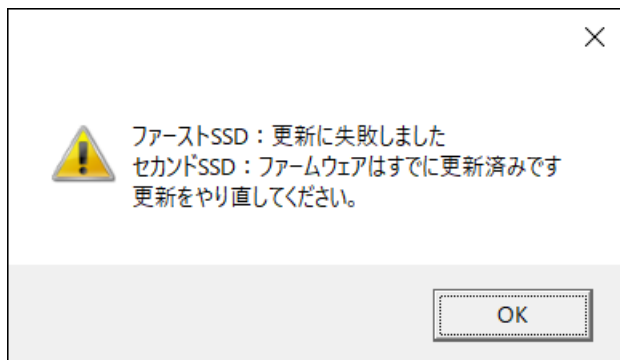 ファーストSSD：更新に失敗しました
セカンドSSD：ファームウェアはすでに更新済みです
更新をやり直してください。
OK